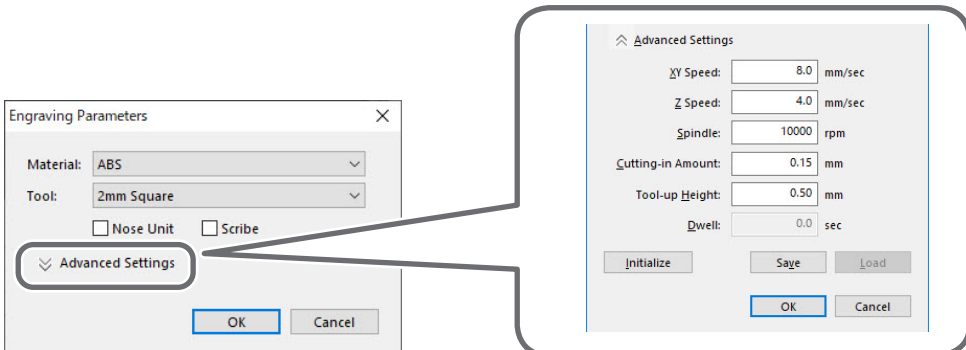 Engraving Parameters
Material: ABS
Tool: 2mm Square
Nose Unit Scribe
Advanced Settings
OK Cancel
Advanced Settings
XY Speed: 8.0 mm/sec
Z Speed: 4.0 mm/sec
Spindle: 10000 rpm
Cutting-in Amount: 0.15 mm
Tool-up Height: 0.50 mm
Dwell: 0.0 sec
Initialize Save Load
OK Cancel